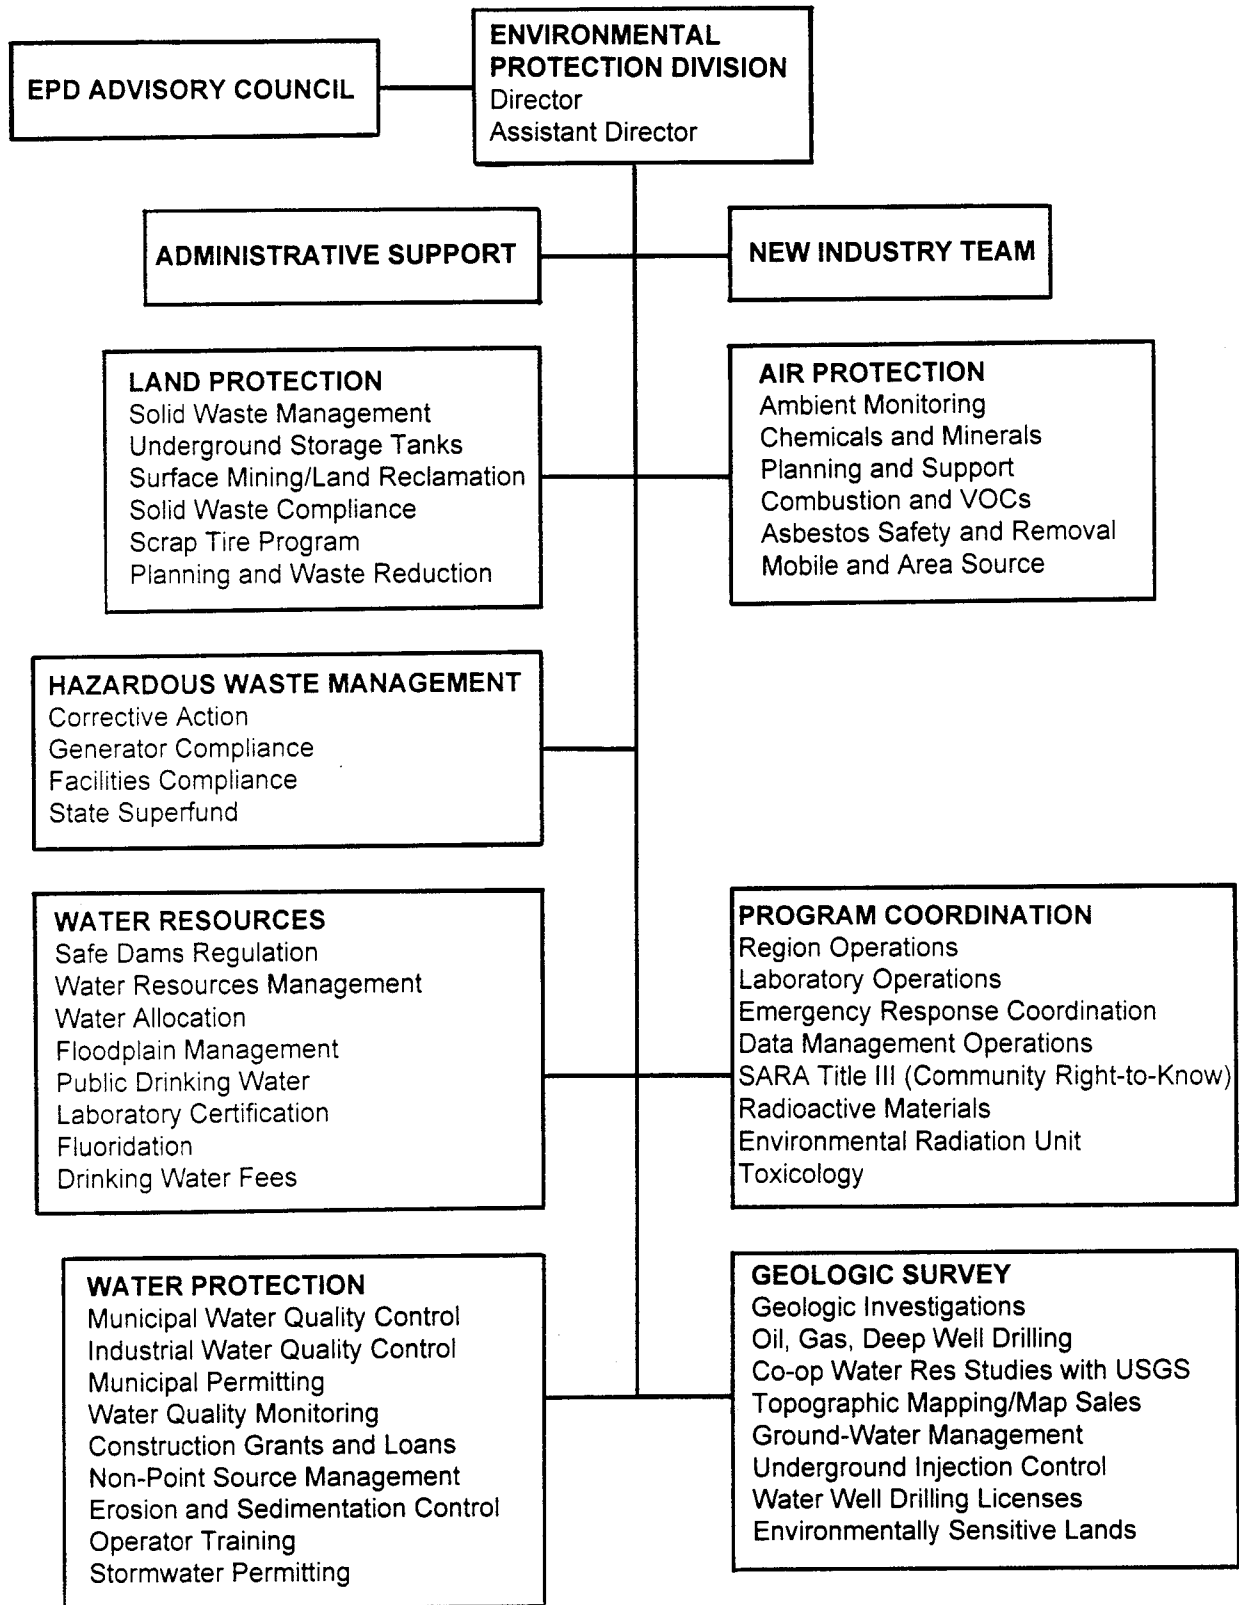 EPD ADVISORY COUNCIL
ENVIRONMENTAL
PROTECTION DIVISION
Director
Assistant Director
ADMINISTRATIVE SUPPORT
NEW INDUSTRY TEAM
LAND PROTECTION
Solid Waste Management
Underground Storage Tanks
Surface Mining/Land Reclamation
Solid Waste Compliance
Scrap Tire Program
Planning and Waste Reduction
AIR PROTECTION
Ambient Monitoring
Chemicals and Minerals
Planning and Support
Combustion and VOCs
Asbestos Safety and Removal
Mobile and Area Source
HAZARDOUS WASTE MANAGEMENT
Corrective Action
Generator Compliance
Facilities Compliance
State Superfund
WATER RESOURCES
Safe Dams Regulation
Water Resources Management
Water Allocation
Floodplain Management
Public Drinking Water
Laboratory Certification
Fluoridation
Drinking Water Fees
PROGRAM COORDINATION
Region Operations
Laboratory Operations
Emergency Response Coordination
Data Management Operations
SARA Title III (Community Right-to-Know)
Radioactive Materials
Environmental Radiation Unit
Toxicology
WATER PROTECTION
Municipal Water Quality Control
Industrial Water Quality Control
Municipal Permitting
Water Quality Monitoring
Construction Grants and Loans
Non-Point Source Management
Erosion and Sedimentation Control
Operator Training
Stormwater Permitting
GEOLOGIC SURVEY
Geologic Investigations
Oil, Gas, Deep Well Drilling
Co-op Water Res Studies with USGS
Topographic Mapping/Map Sales
Ground-Water Management
Underground Injection Control
Water Well Drilling Licenses
Environmentally Sensitive Lands